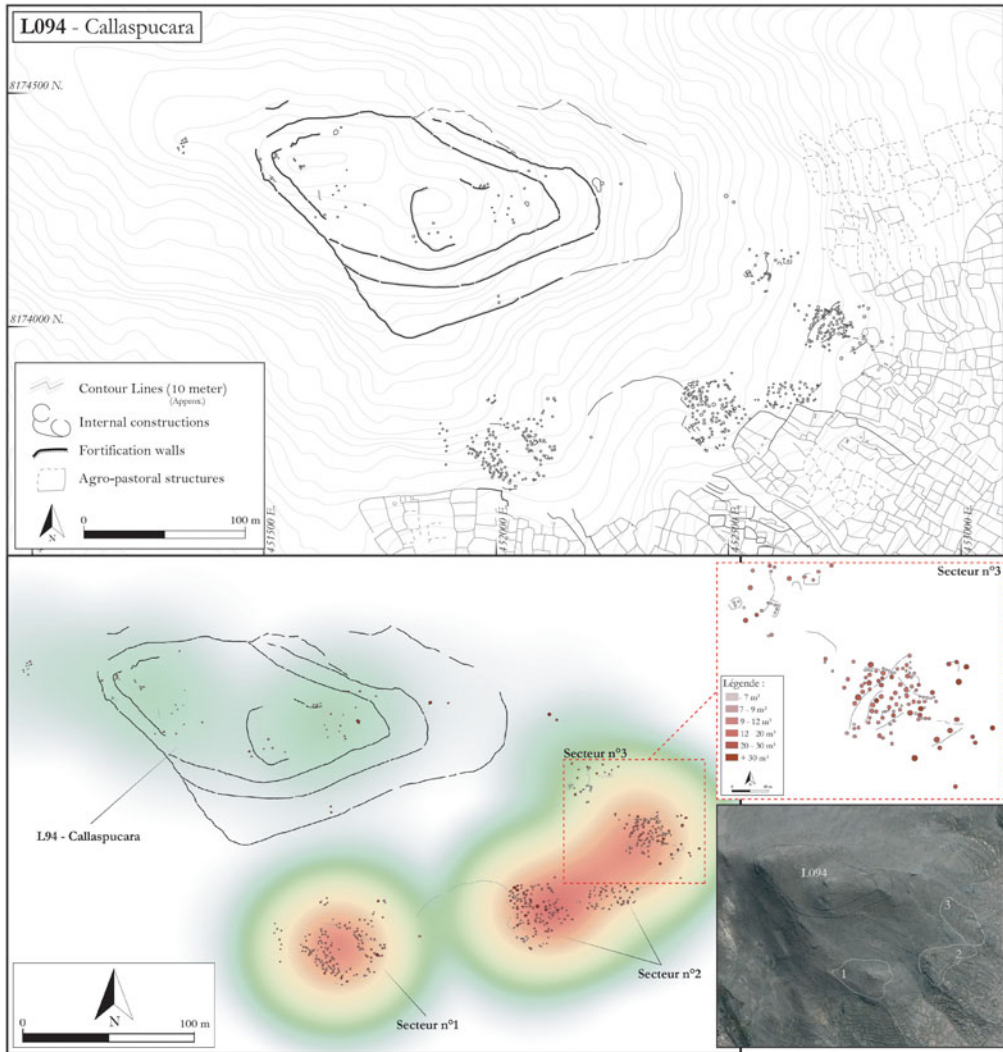 L094 - Callaspucara
8174500 N.
8174000 N.
Contour Lines (10 meter)
(Approx.)
Internal constructions
Fortification walls
Agro-pastoral structures
N
0 100 m
451500 E.
452000 E.
452500 E.
453000 E.
Secteur n°3
Légende :
- 7 m²
7 - 9 m²
9 - 12 m²
12 20 m²
20 - 30 m²
+ 30 m²
N
Secteur n°3
L94 - Callaspucara
L094
3
2
1
Secteur n°2
Secteur n°1
N
0 100 m